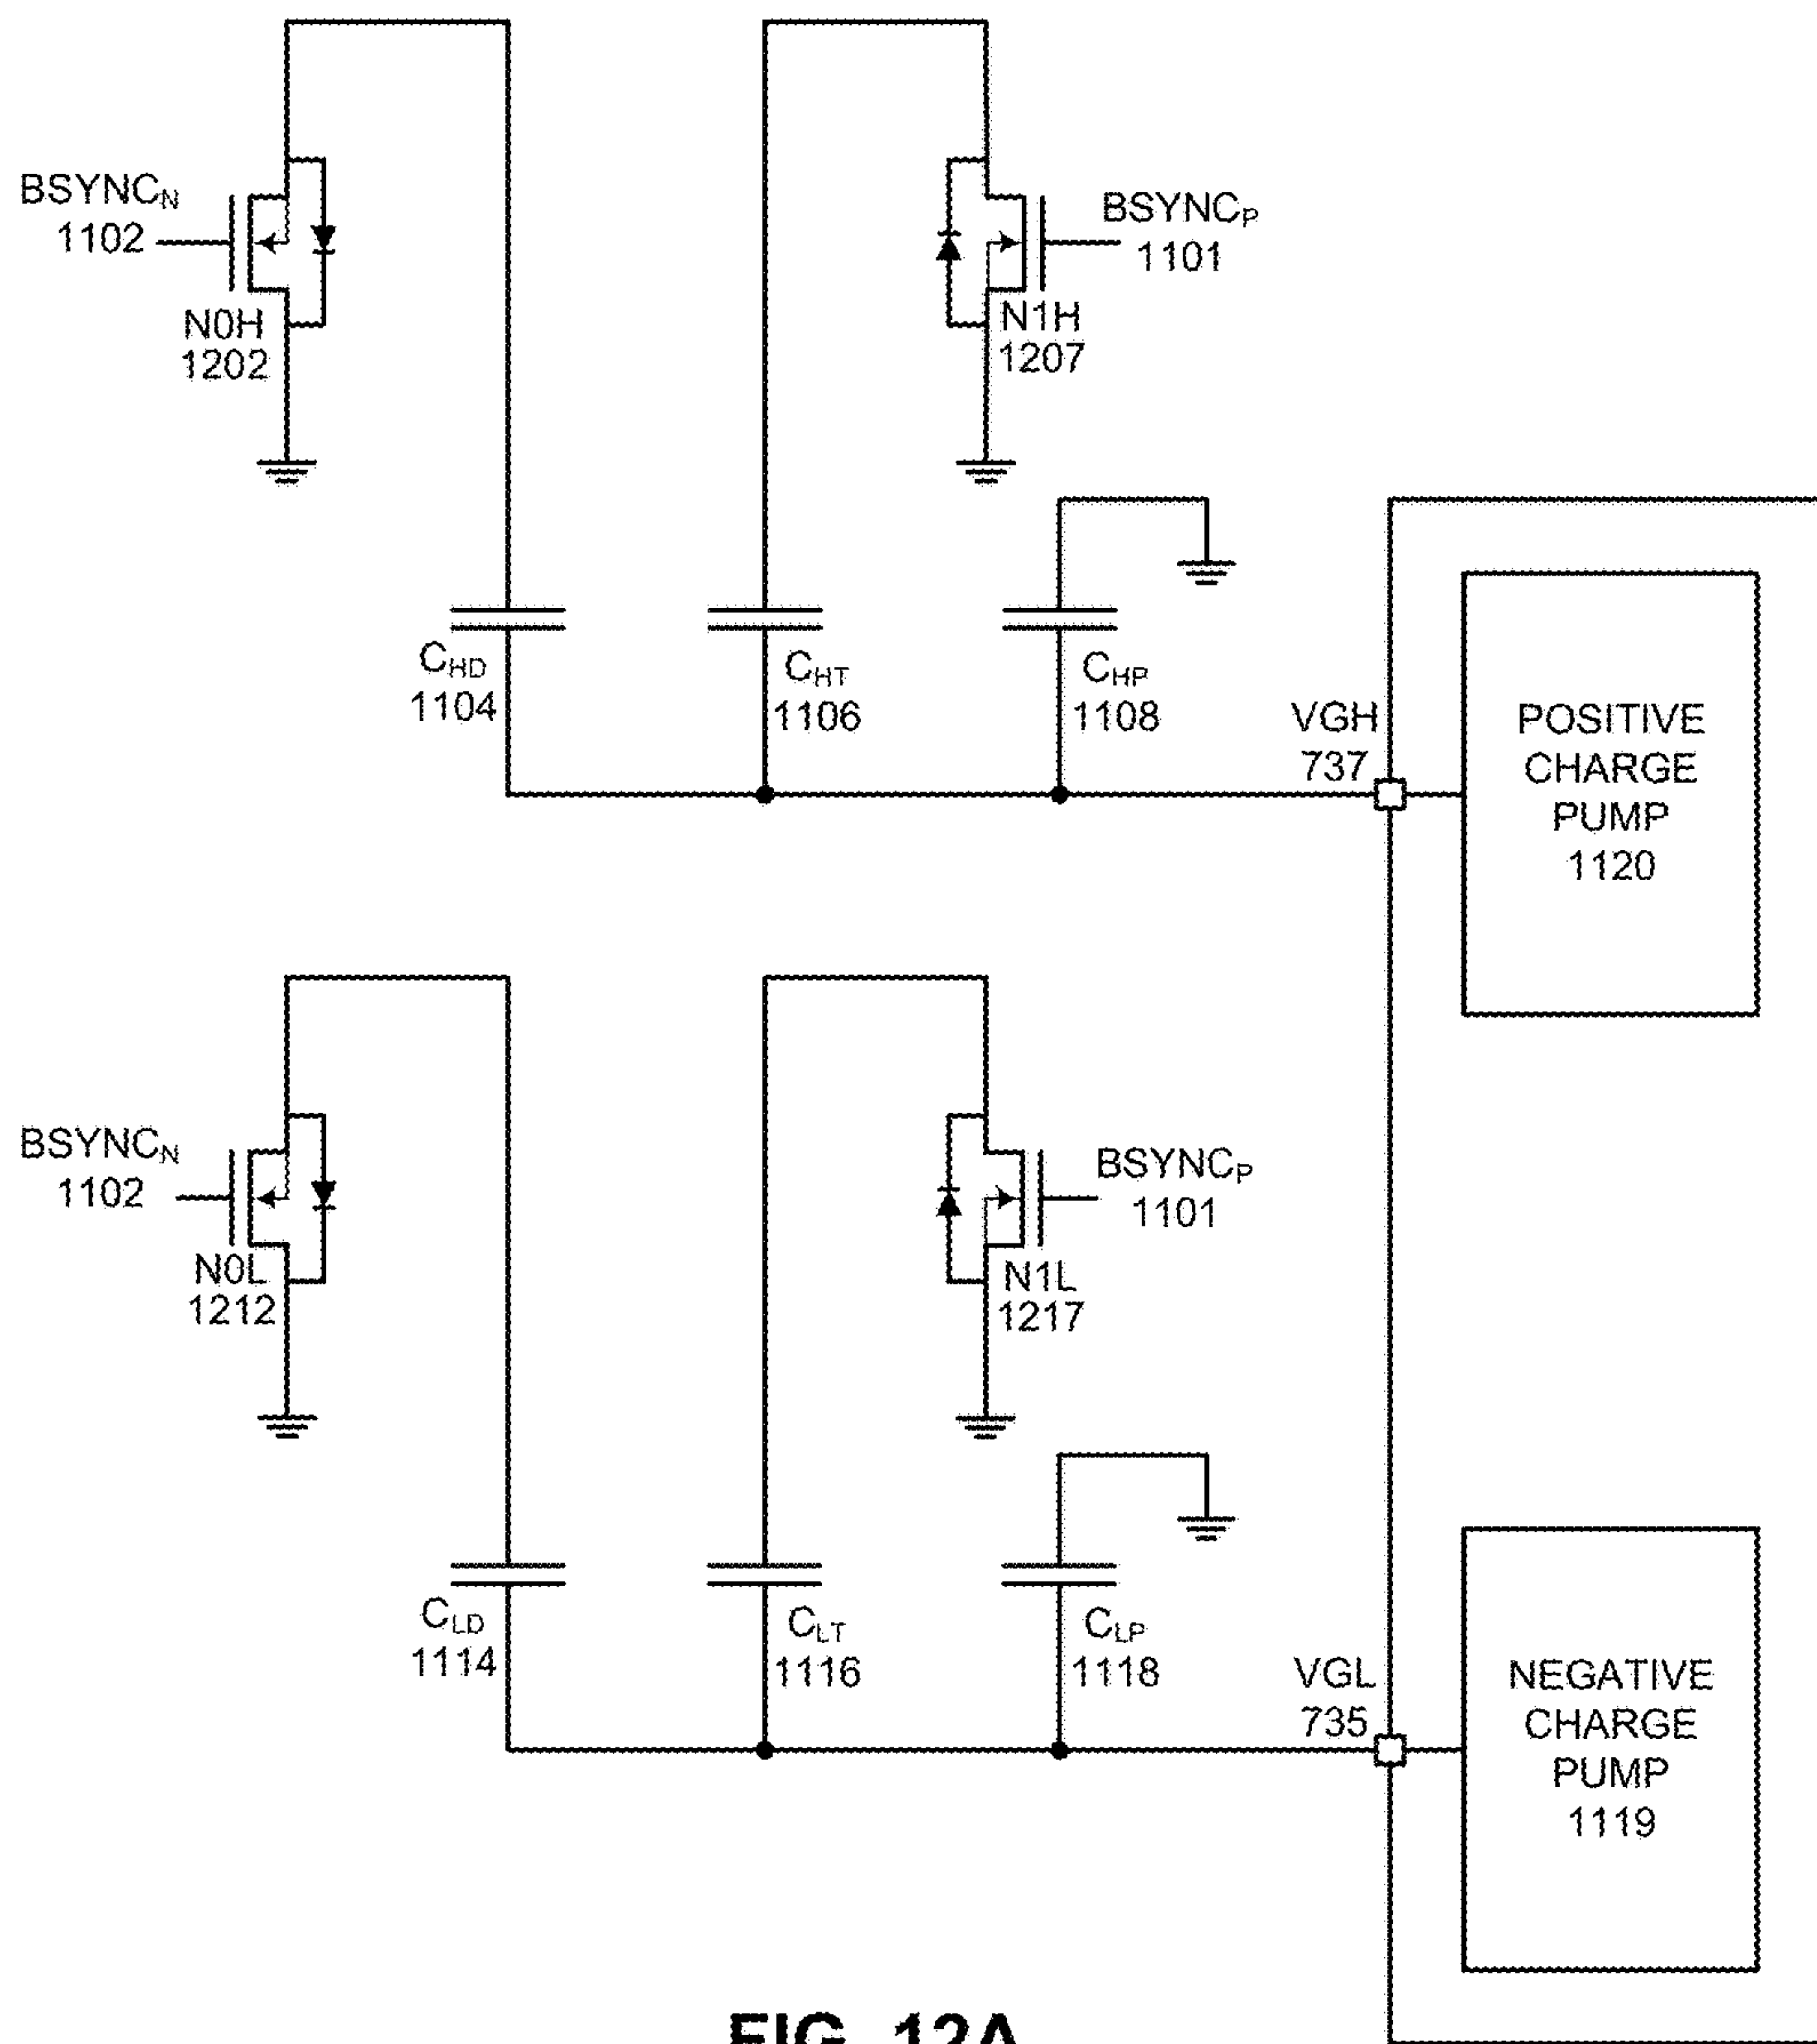 BSYNCN
1102
N0H
1202
BSYNCP
1101
N1H
1207
CHD
1104
CHT
1106
CHP
1108
VGH
737
POSITIVE
CHARGE
PUMP
1120
BSYNCN
1102
N0L
1212
BSYNCP
1101
N1L
1217
CLD
1114
CLT
1116
CLP
1118
VGL
735
NEGATIVE
CHARGE
PUMP
1119
FIG. 12A